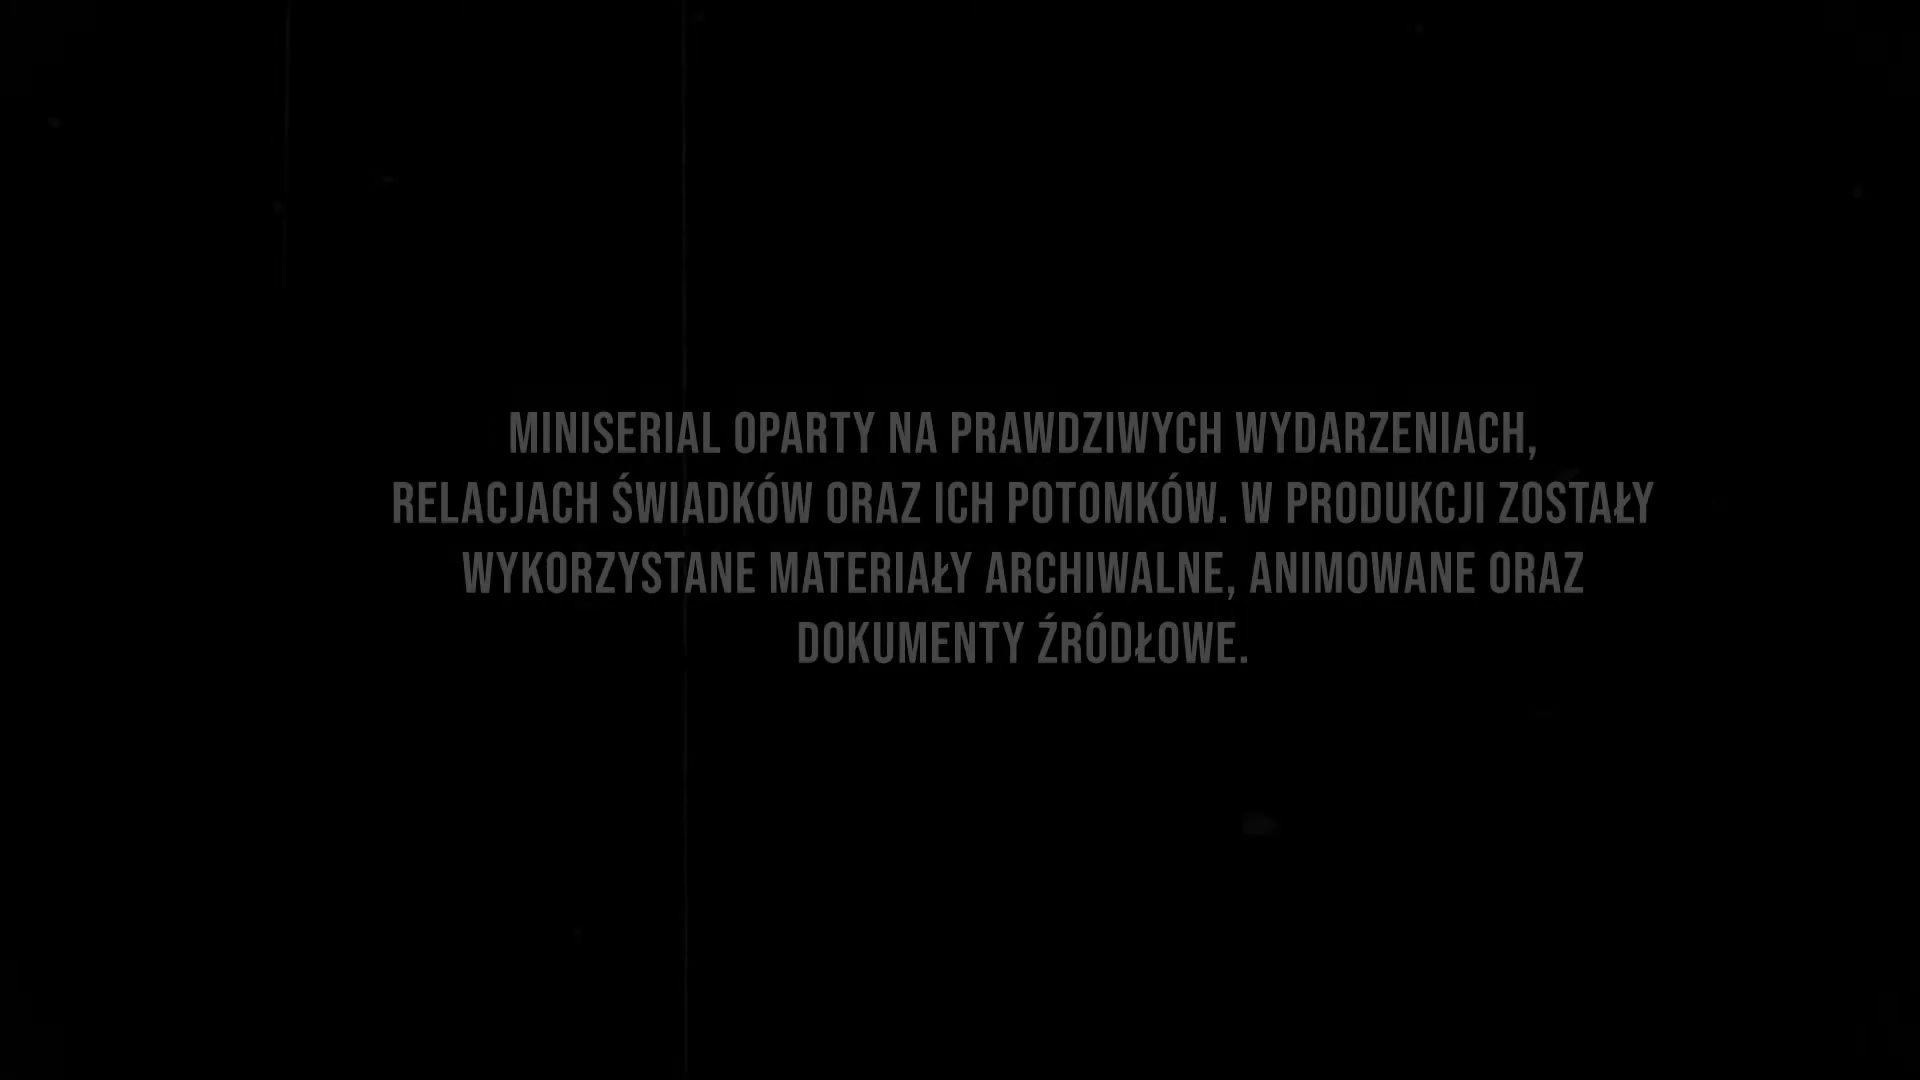 MINISERIAL OPARTY NA PRAWDZIWYCH WYDARZENIACH,
RELACJACH ŚWIADKÓW ORAZ ICH POTOMKÓW. W PRODUKCJI ZOSTAŁY
WYKORZYSTANE MATERIAŁY ARCHIWALNE, ANIMOWANE ORAZ
DOKUMENTY ŹRÓDŁOWE.